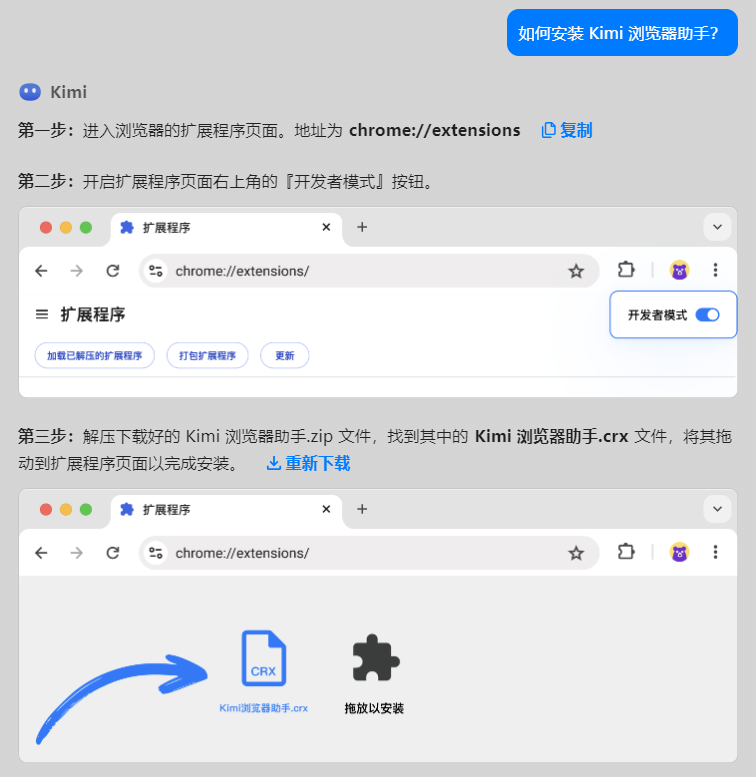 如何安装 Kimi 浏览器助手？
Kimi
第一步：进入浏览器的扩展程序页面。地址为 chrome://extensions 复制
第二步：开启扩展程序页面右上角的『开发者模式』按钮。
扩展程序
chrome://extensions/
扩展程序
开发者模式
加载已解压的扩展程序 打包扩展程序 更新
第三步：解压下载好的 Kimi 浏览器助手.zip 文件，找到其中的 Kimi 浏览器助手.crx 文件，将其拖
动到扩展程序页面以完成安装。 重新下载
扩展程序
chrome://extensions/
CRX
Kimi浏览器助手.crx 拖放以安装